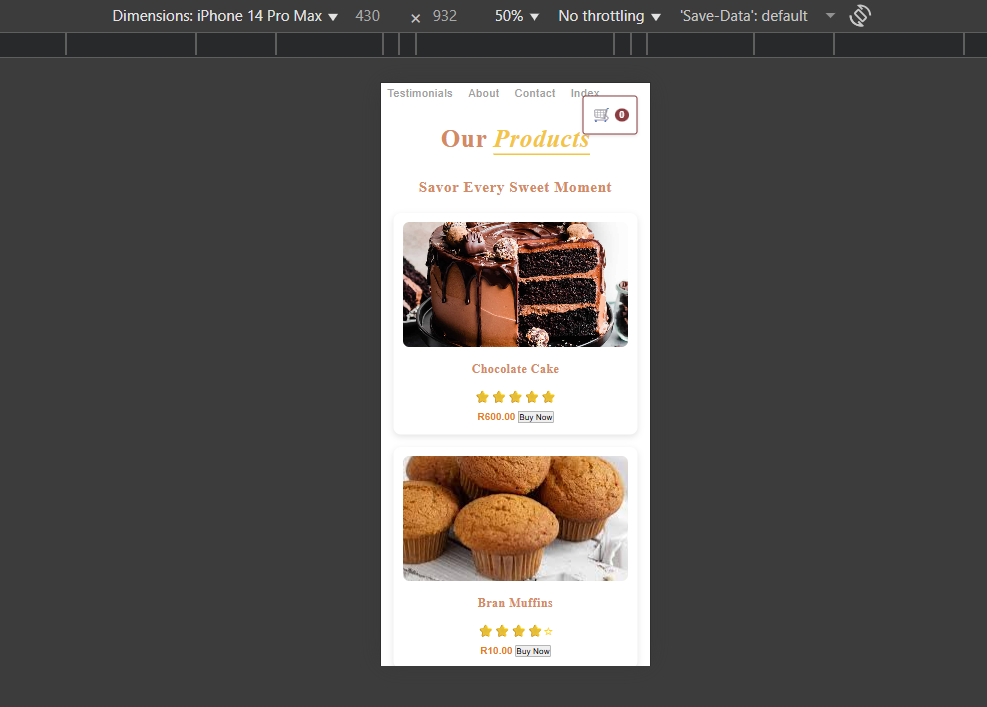 Dimensions: iPhone 14 Pro Max 430 × 932 50% No throttling 'Save-Data': default
Testimonials About Contact Index
0
Our Products
Savor Every Sweet Moment
Chocolate Cake
R600.00 Buy Now
Bran Muffins
R10.00 Buy Now